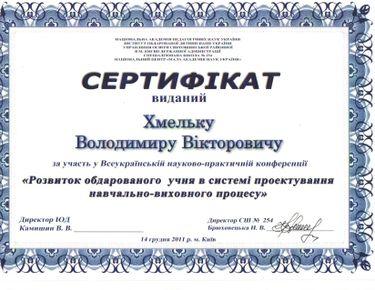 НАЦІОНАЛЬНА АКАДЕМІЯ ПЕДАГОГІЧНИХ НАУК УКРАЇНИ
ІНСТИТУТ ОБДАРОВАНОЇ ДИТИНИ НАПН УКРАЇНИ
УПРАВЛІННЯ ОСВІТИ СВЯТОШИНСЬКОЇ РАЙОННОЇ
В М. КИЄВІ ДЕРЖАВНОЇ АДМІНІСТРАЦІЇ
СПЕЦІАЛІЗОВАНА ШКОЛА № 254
НАЦІОНАЛЬНИЙ ЦЕНТР «МАЛА АКАДЕМІЯ НАУК УКРАЇНИ»
СЕРТИФІКАТ
виданий
Хмельку
Володимиру Вікторовичу
за участь у Всеукраїнській науково-практичній конференції
«Розвиток обдарованого учня в системі проектування
навчально-виховного процесу»
Директор ІОД
Камишин В. В.
Директор СШ № 254
Брюховецька Н. В.
14 грудня 2011 р. м. Київ